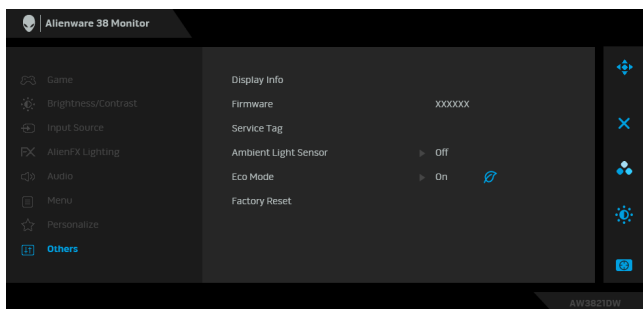 Alienware 38 Monitor
Game
Brightness/Contrast
Input Source
AlienFX Lighting
Audio
Menu
Personalize
Others
Display Info
Firmware XXXXXX
Service Tag
Ambient Light Sensor Off
Eco Mode On
Factory Reset
AW3821DW